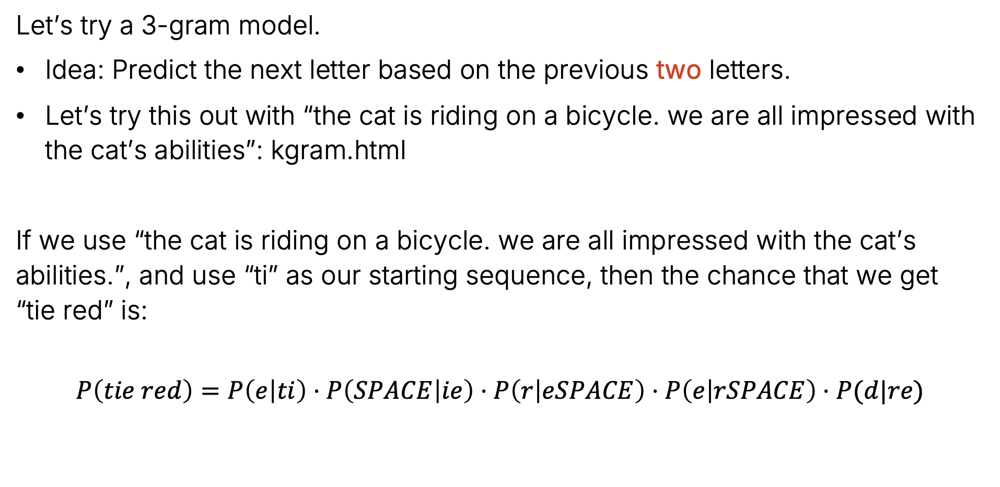 Let’s try a 3-gram model.
• Idea: Predict the next letter based on the previous two letters.
• Let’s try this out with “the cat is riding on a bicycle. we are all impressed with
the cat’s abilities”: kgram.html
If we use “the cat is riding on a bicycle. we are all impressed with the cat’s
abilities.”, and use “ti” as our starting sequence, then the chance that we get
“tie red” is:
P(tie red) = P(e|ti) · P(SPACE|ie) · P(r|eSPACE) · P(e|rSPACE) · P(d|re)